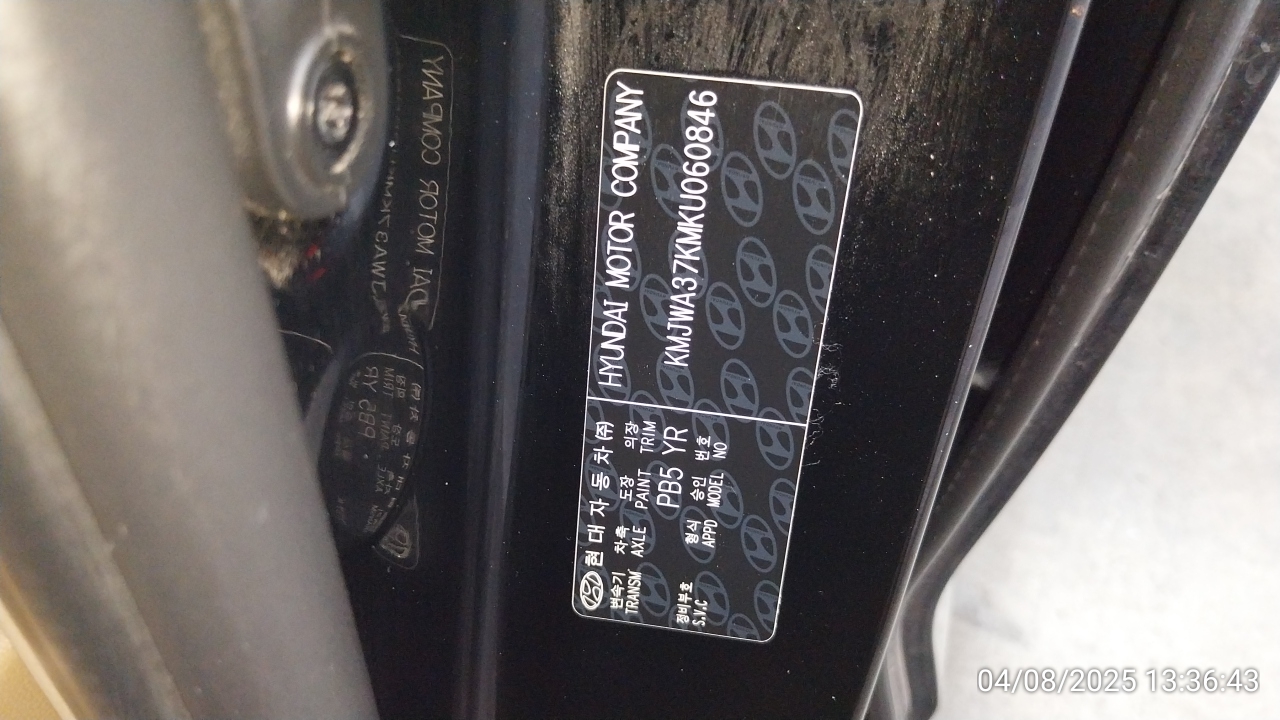 현대자동차(주)
HYUNDAI MOTOR COMPANY
변속기 차축 도장 의장
TRANSM AXLE PAINT TRIM
PB5 YR
KMJWA37KMKU060846
정비부호 형식 승인 번호
S.V.C APPD MODEL NO
04/08/2025 13:36:43